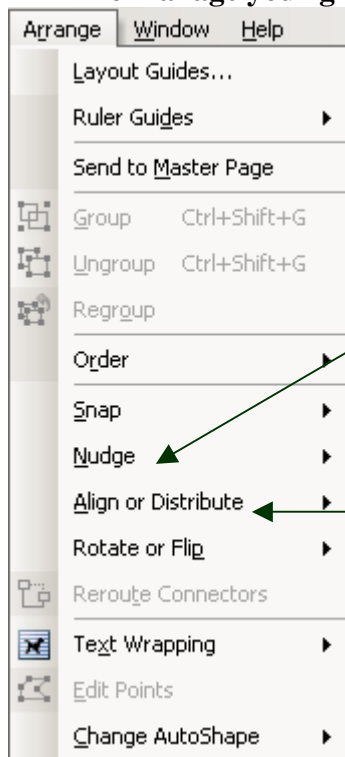 Arrange Window Help
Layout Guides...
Ruler Guides
Send to Master Page
Group Ctrl+Shift+G
Ungroup Ctrl+Shift+G
Regroup
Order
Snap
Nudge
Align or Distribute
Rotate or Flip
Reroute Connectors
Text Wrapping
Edit Points
Change AutoShape